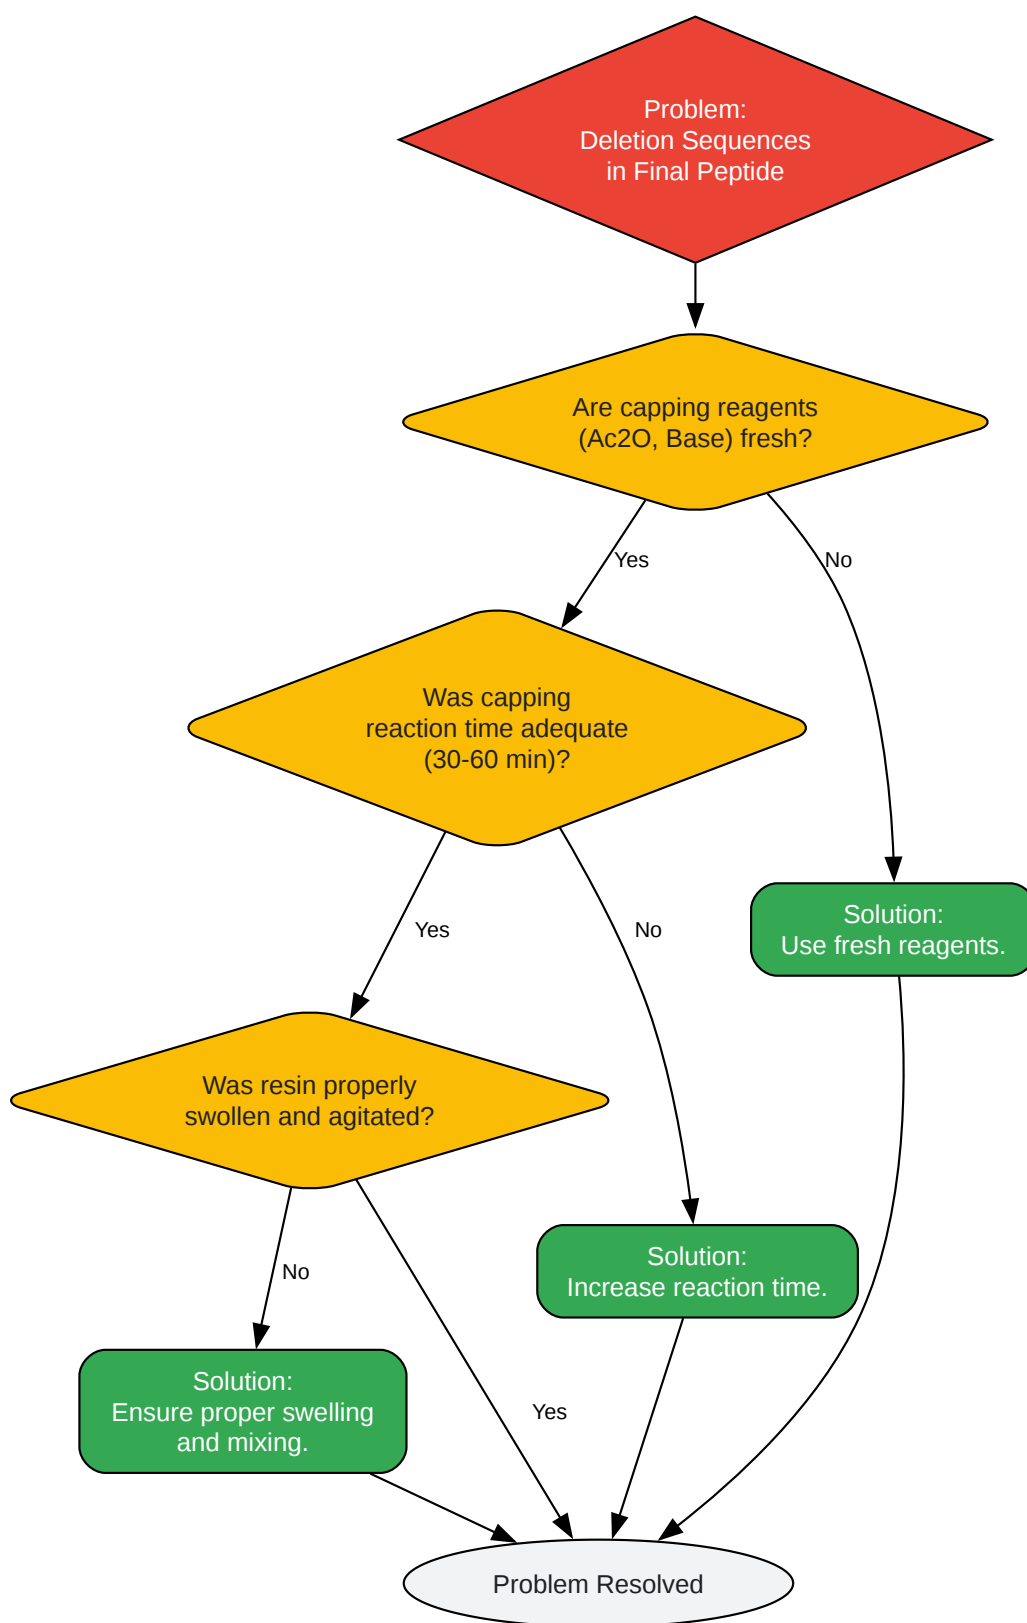 Problem:
Deletion Sequences
in Final Peptide
Are capping reagents
(Ac2O, Base) fresh?
Yes
No
Was capping
reaction time adequate
(30-60 min)?
Solution:
Use fresh reagents.
Yes
No
Was resin properly
swollen and agitated?
Solution:
Increase reaction time.
No
Yes
Solution:
Ensure proper swelling
and mixing.
Problem Resolved